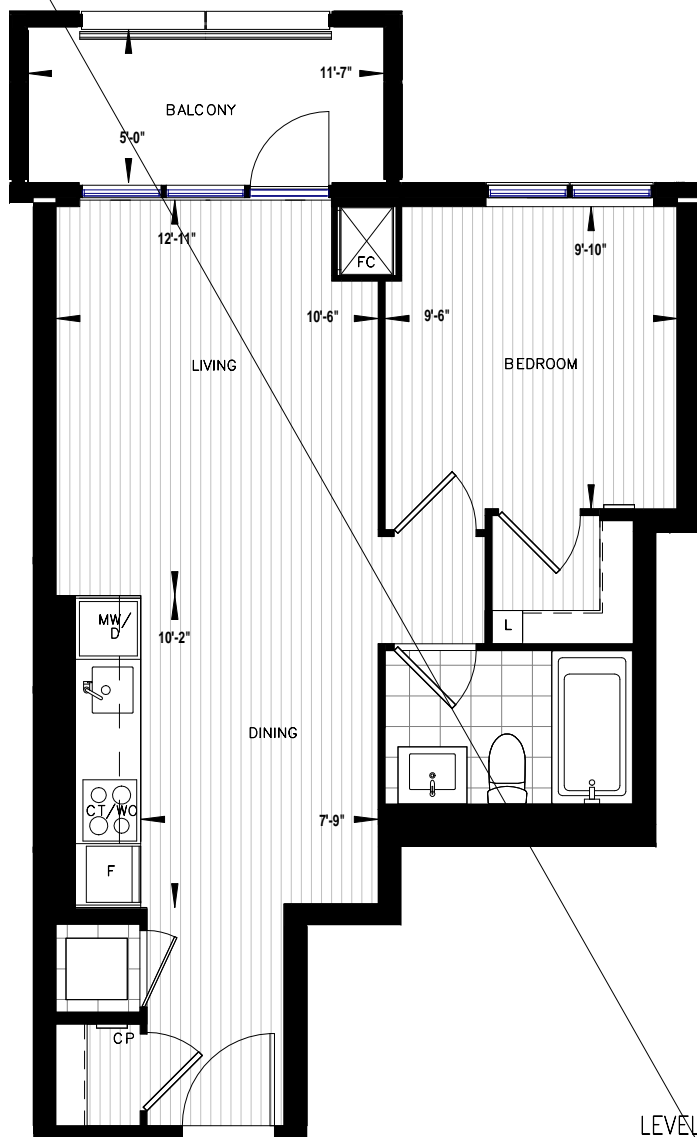 11'-7"
BALCONY
5'-0"
12'-11"
9'-10"
FC
10'-6"
9'-6"
LIVING
BEDROOM
MW/
D
10'-2"
L
DINING
CT/WO
7'-9"
F
CP
LEVEL